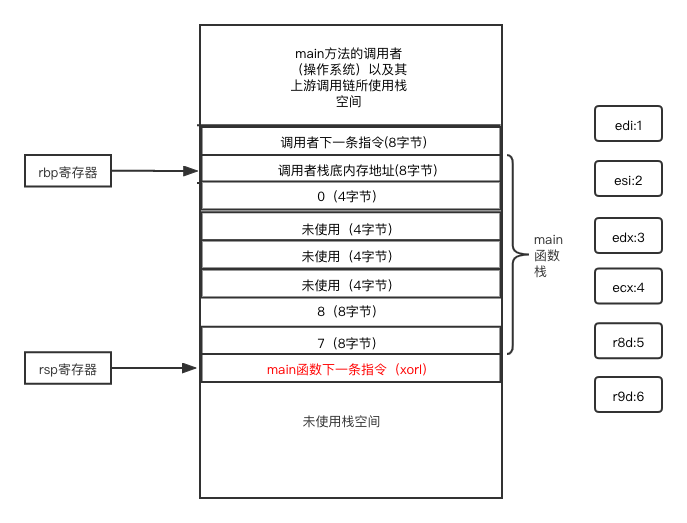 main方法的调用者
（操作系统）以及其
上游调用链所使用栈
空间
调用者下一条指令(8字节)
rbp寄存器
调用者栈底内存地址(8字节)
0（4字节）
未使用（4字节）
未使用（4字节）
未使用（4字节）
8（8字节）
7（8字节）
rsp寄存器
main函数下一条指令（xorl）
未使用栈空间
main
函数
栈
edi:1
esi:2
edx:3
ecx:4
r8d:5
r9d:6